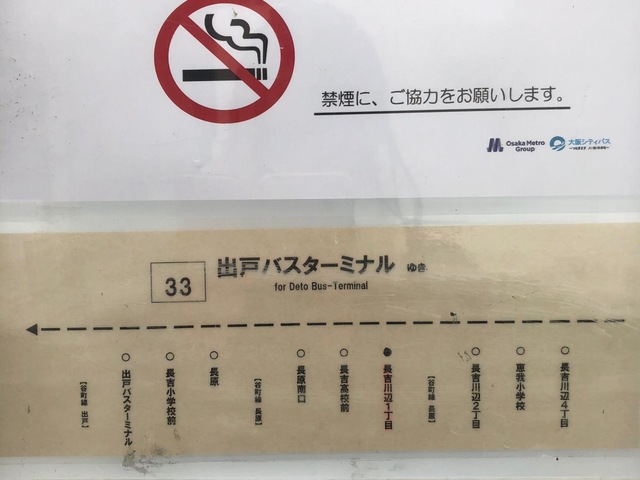 禁煙に、ご協力をお願いします。
Osaka Metro
Group
大阪シティバス
33
出戸バスターミナル ゆき
for Deto Bus-Terminal
【谷町線 出戸】
出戸バスターミナル
長吉小学校前
長原
【谷町線 長原】
長原南口
長吉高校前
長吉川辺1丁目
【谷町線 長原】
長吉川辺2丁目
恵我小学校
長吉川辺4丁目